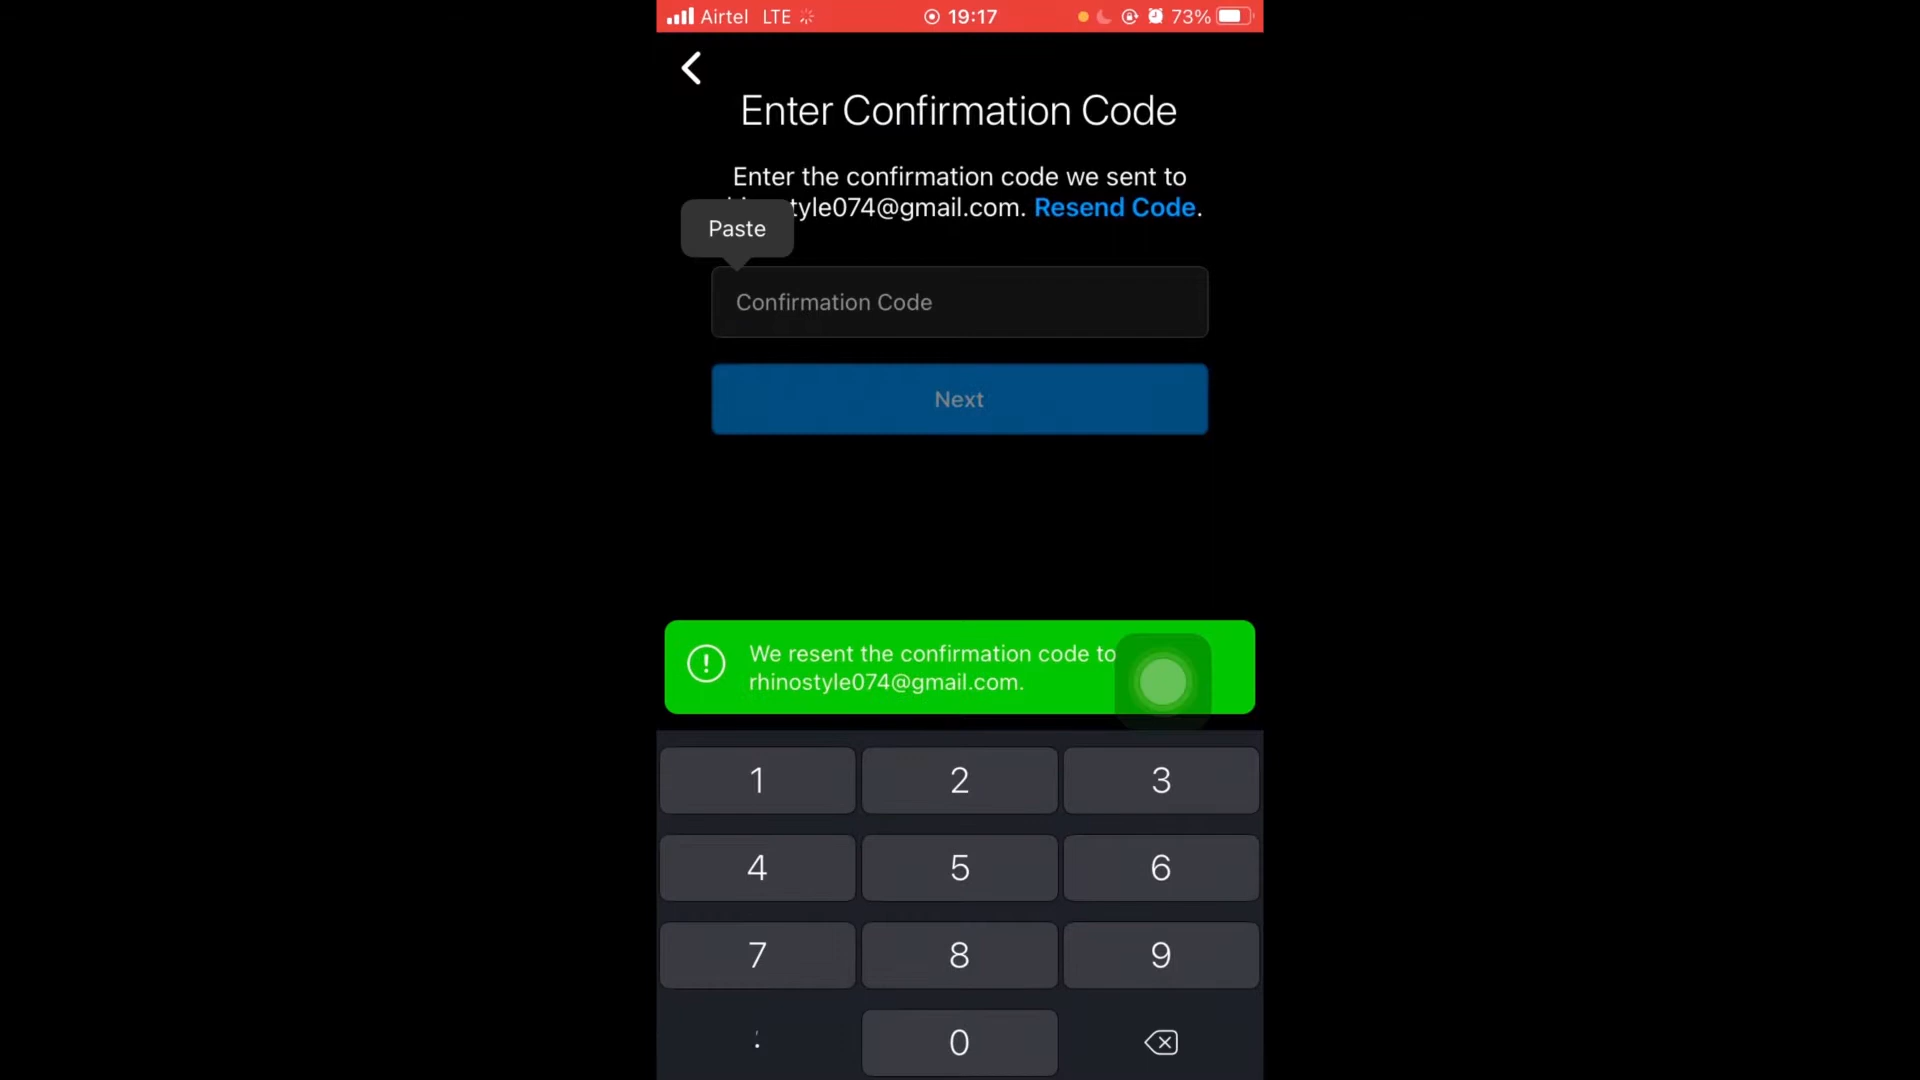 Airtel LTE 19:17 73%
Enter Confirmation Code
Enter the confirmation code we sent to
tyle074@gmail.com. Resend Code.
Paste
Confirmation Code
Next
We resent the confirmation code to
rhinostyle074@gmail.com.
1 2 3
4 5 6
7 8 9
. 0